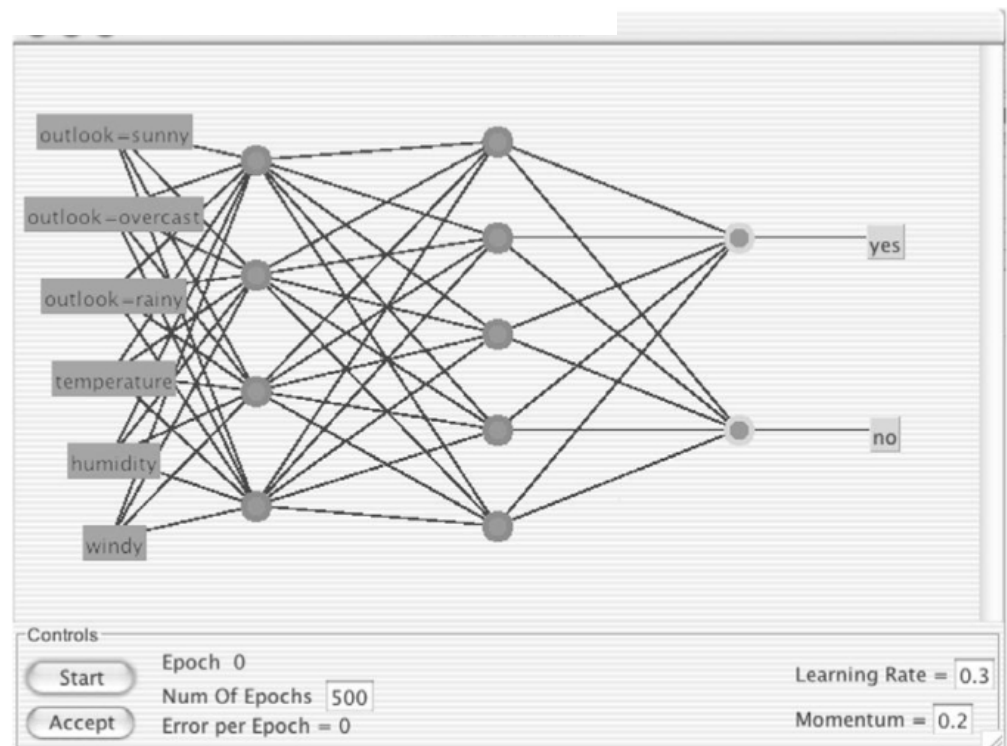 outlook=sunny
outlook=overcast
outlook=rainy
temperature
humidity
windy
yes
no
Controls
Start
Accept
Epoch 0
Num Of Epochs 500
Error per Epoch = 0
Learning Rate = 0.3
Momentum = 0.2